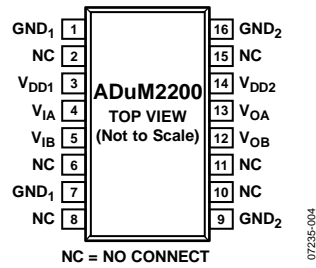 GND1 1 16 GND2
NC 2 15 NC
VDD1 3 ADuM2200 14 VDD2
VIA 4 TOP VIEW 13 VOA
VIB 5 (Not to Scale) 12 VOB
NC 6 11 NC
GND1 7 10 NC
NC 8 9 GND2
NC = NO CONNECT
07235-004